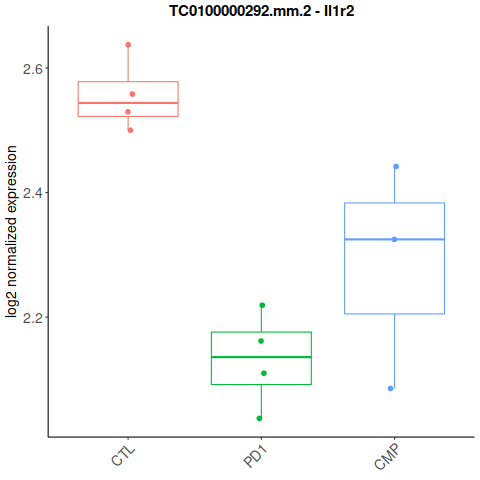 TC0100000292.mm.2 - Il1r2
log2 normalized expression
2.6
2.4
2.2
CTL
PD1
CMP